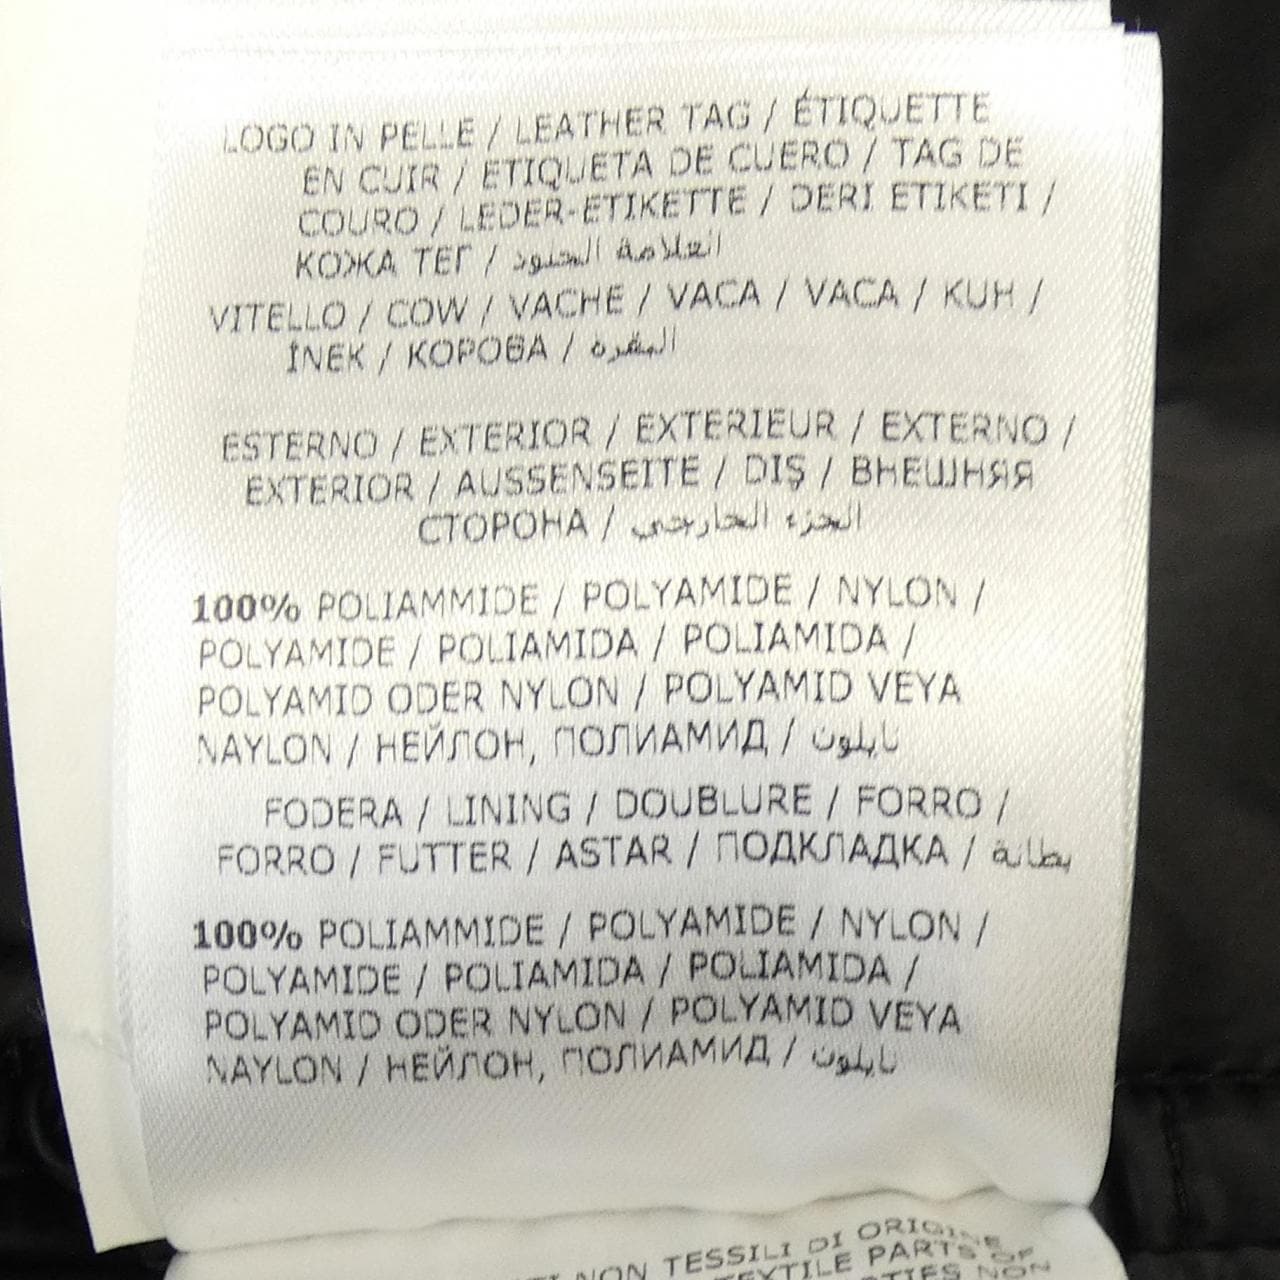 LOGO IN PELLE / LEATHER TAG / ÉTIQUETTE
EN CUIR / ETIQUETA DE CUERO / TAG DE
COURO / LEDER-ETIKETTE / DERI ETIKETI /
КОЖА ТЕГ / العلامة الجنود
VITELLO / COW / VACHE / VACA / VACA / KUH /
İNEK / КОРОВА / البقرة
ESTERNO / EXTERIOR / EXTERIEUR / EXTERNO /
EXTERIOR / AUSSENSEITE / DIŞ / ВНЕШНЯЯ
СТОРОНА / الجزء الخارجي
100% POLIAMMIDE / POLYAMIDE / NYLON /
POLYAMIDE / POLIAMIDA / POLIAMIDA /
POLYAMID ODER NYLON / POLYAMID VEYA
NAYLON / НЕЙЛОН, ПОЛИАМИД / نايلون
FODERA / LINING / DOUBLURE / FORRO /
FORRO / FUTTER / ASTAR / ПОДКЛАДКА / بطانة
100% POLIAMMIDE / POLYAMIDE / NYLON /
POLYAMIDE / POLIAMIDA / POLIAMIDA /
POLYAMID ODER NYLON / POLYAMID VEYA
NAYLON / НЕЙЛОН, ПОЛИАМИД / نايلون
NON TESSILI DI ORIGINE
PARTS OF
NON